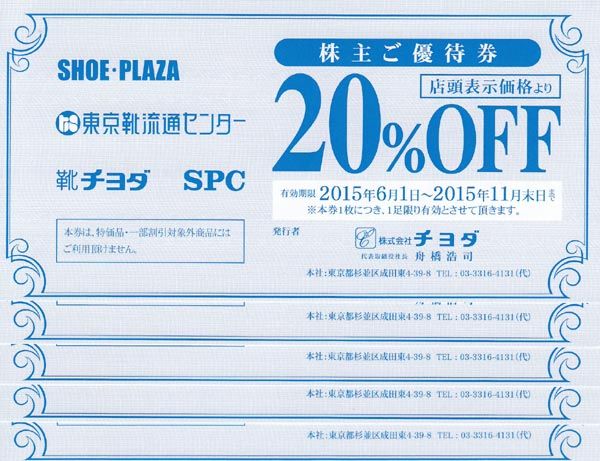 株主ご優待券
SHOE・PLAZA
店頭表示価格より
20%OFF
東京靴流通センター
靴チヨダ SPC
有効期限 2015年6月1日～2015年11月末日まで
※本券1枚につき、1足限り有効とさせて頂きます。
本券は、特価品・一部割引対象外商品には
ご利用頂けません。
発行者
株式会社チヨダ
代表取締役社長 舟橋浩司
本社:東京都杉並区成田東4-39-8 TEL:03-3316-4131(代)
本社:東京都杉並区成田東4-39-8 TEL:03-3316-4131(代)
本社:東京都杉並区成田東4-39-8 TEL:03-3316-4131(代)
本社:東京都杉並区成田東4-39-8 TEL:03-3316-4131(代)
本社:東京都杉並区成田東4-39-8 TEL:03-3316-4131(代)